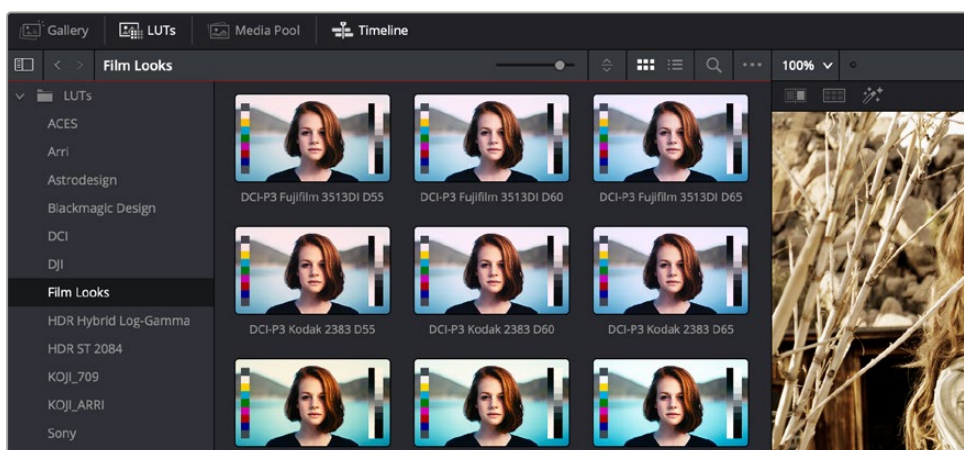 Gallery LUTs Media Pool Timeline
Film Looks 100%
LUTs
ACES
Arri
Astrodesign
Blackmagic Design
DCI
DJI
Film Looks
HDR Hybrid Log-Gamma
HDR ST 2084
KOJI_709
KOJI_ARRI
Sony
DCI-P3 Fujifilm 3513DI D55 DCI-P3 Fujifilm 3513DI D60 DCI-P3 Fujifilm 3513DI D65
DCI-P3 Kodak 2383 D55 DCI-P3 Kodak 2383 D60 DCI-P3 Kodak 2383 D65